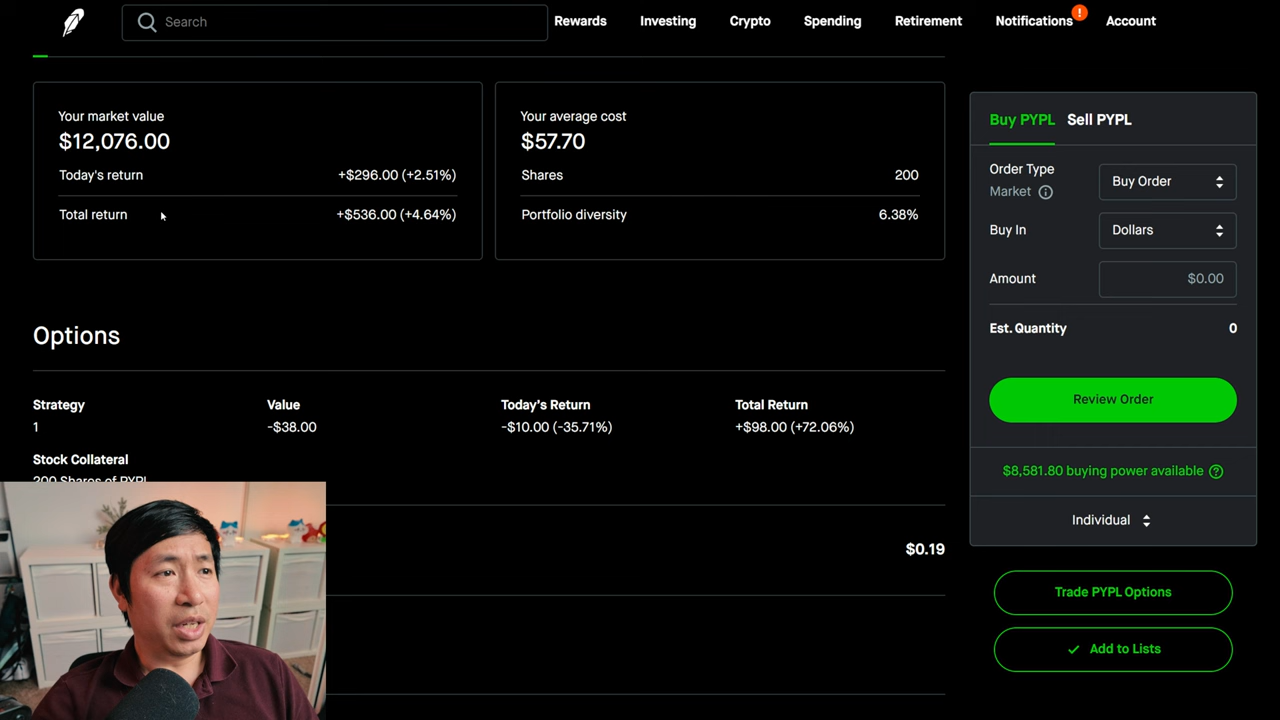 Search
Rewards
Investing
Crypto
Spending
Retirement
Notifications
!
Account
Your market value
$12,076.00
Today's return +$296.00 (+2.51%)
Total return +$536.00 (+4.64%)
Your average cost
$57.70
Shares 200
Portfolio diversity 6.38%
Buy PYPL Sell PYPL
Order Type
Market
Buy Order
Buy In Dollars
Amount $0.00
Est. Quantity 0
Review Order
$8,581.80 buying power available ?
Individual
Trade PYPL Options
Add to Lists
Options
Strategy Value Today's Return Total Return
1 -$38.00 -$10.00 (-35.71%) +$98.00 (+72.06%)
Stock Collateral
200 Shares of PYPL
$0.19